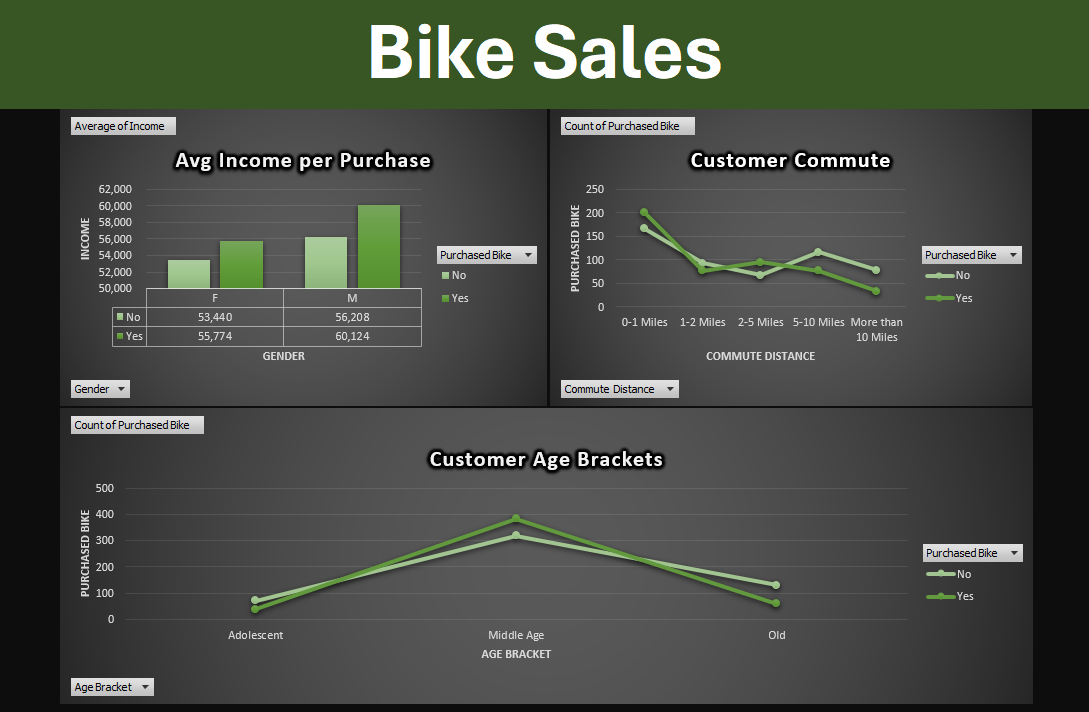 Bike Sales
Average of Income
Avg Income per Purchase
62,000
60,000
58,000
56,000
54,000
52,000
50,000
INCOME
F M
No 53,440 56,208
Yes 55,774 60,124
GENDER
Purchased Bike
No
Yes
Gender
Count of Purchased Bike
Customer Commute
250
200
150
100
50
0
PURCHASED BIKE
0-1 Miles 1-2 Miles 2-5 Miles 5-10 Miles More than
10 Miles
COMMUTE DISTANCE
Purchased Bike
No
Yes
Commute Distance
Count of Purchased Bike
Customer Age Brackets
500
400
300
200
100
0
PURCHASED BIKE
Adolescent Middle Age Old
AGE BRACKET
Purchased Bike
No
Yes
Age Bracket